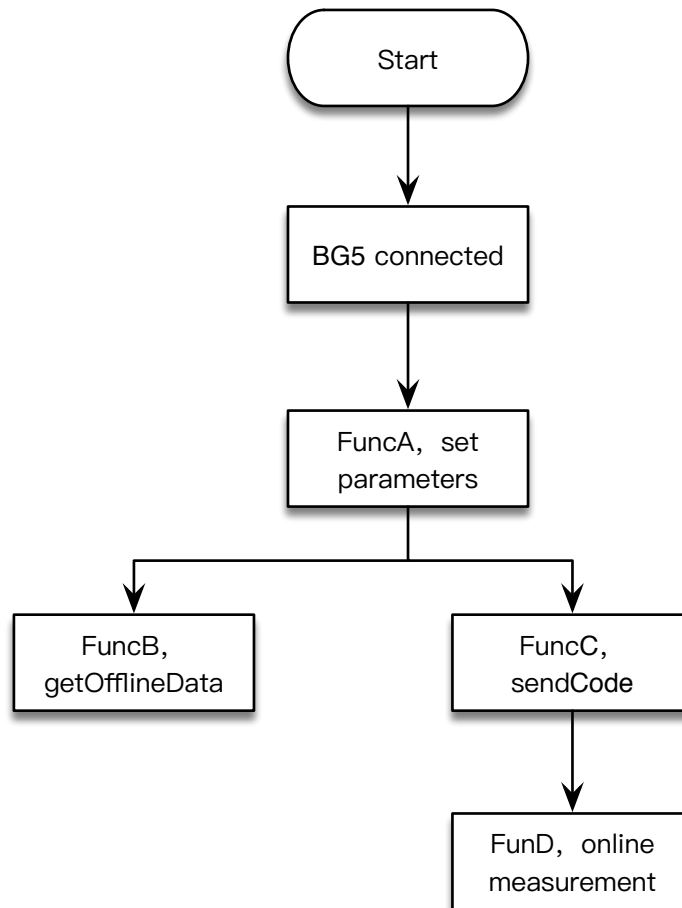 Start
BG5 connected
FuncA，set
parameters
FuncB，
getOfflineData
FuncC，
sendCode
FunD，online
measurement